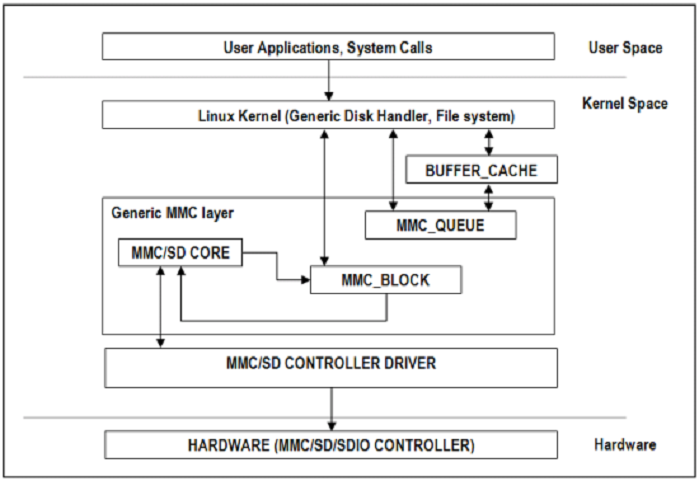 User Applications, System Calls
User Space
Kernel Space
Linux Kernel (Generic Disk Handler, File system)
BUFFER_CACHE
Generic MMC layer
MMC_QUEUE
MMC/SD CORE
MMC_BLOCK
MMC/SD CONTROLLER DRIVER
HARDWARE (MMC/SD/SDIO CONTROLLER)
Hardware